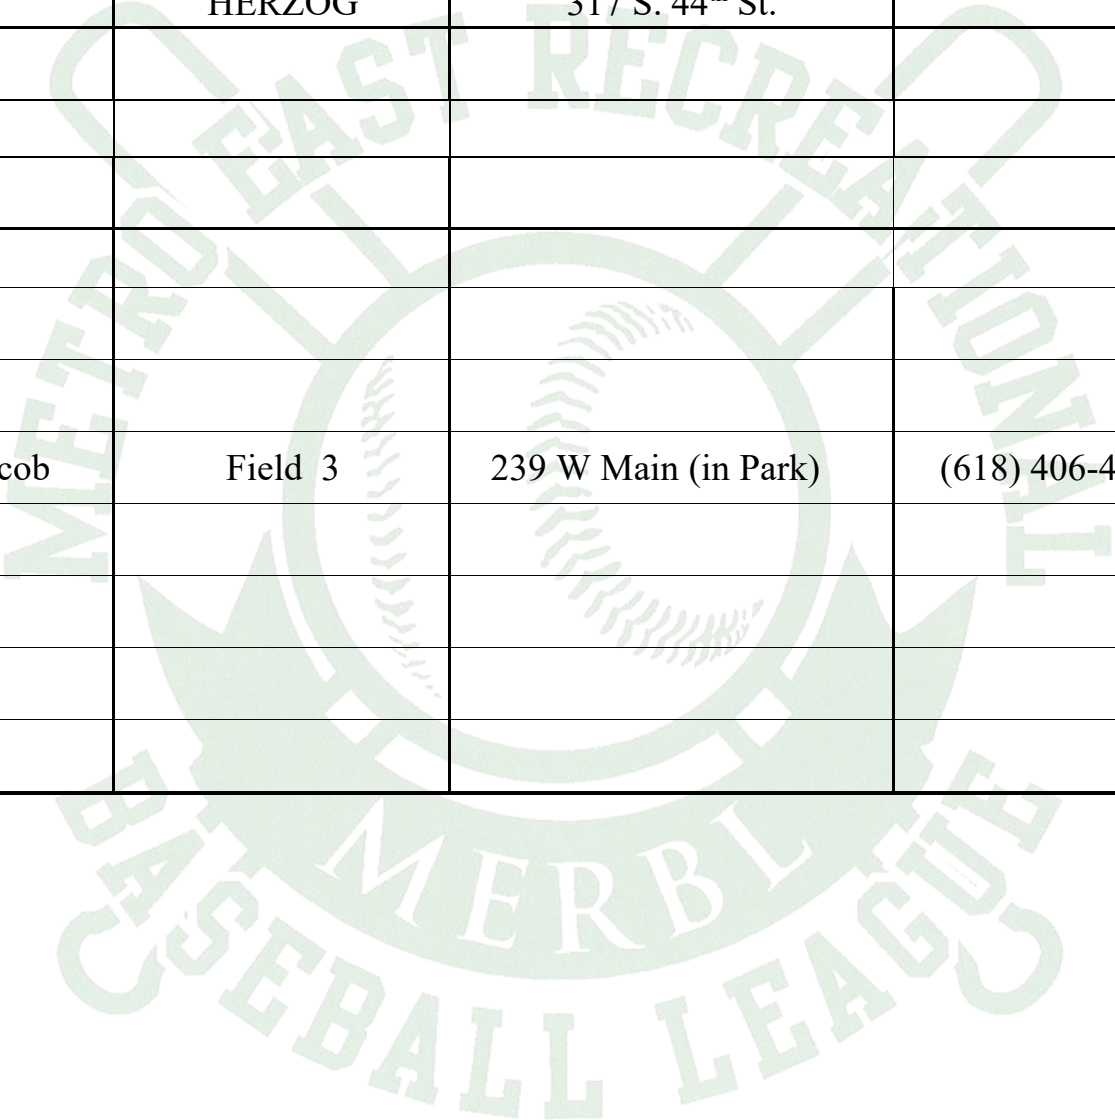 HERZOG 317 S. 44th St.
cob Field 3 239 W Main (in Park) (618) 406-4
METRO EAST RECREATIONAL
MERBL
BASEBALL LEAGUE